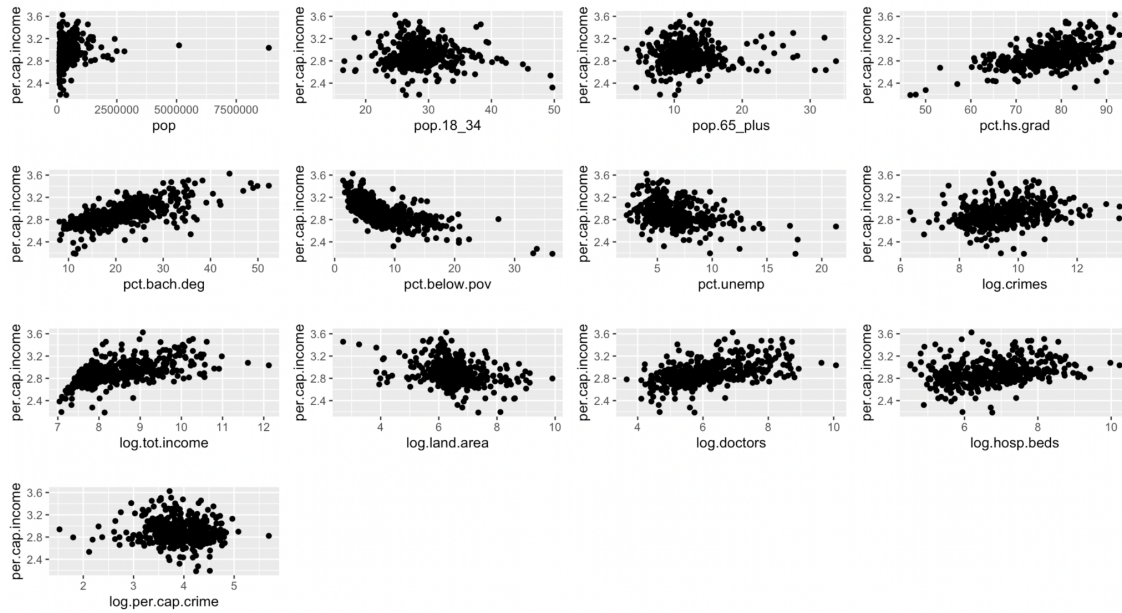 per.cap.income
3.6
3.2
2.8
2.4
0 2500000 5000000 7500000
pop
per.cap.income
3.6
3.2
2.8
2.4
20 30 40 50
pop.18_34
per.cap.income
3.6
3.2
2.8
2.4
10 20 30
pop.65_plus
per.cap.income
3.6
3.2
2.8
2.4
50 60 70 80 90
pct.hs.grad
per.cap.income
3.6
3.2
2.8
2.4
10 20 30 40 50
pct.bach.deg
per.cap.income
3.6
3.2
2.8
2.4
0 10 20 30
pct.below.pov
per.cap.income
3.6
3.2
2.8
2.4
5 10 15 20
pct.unemp
per.cap.income
3.6
3.2
2.8
2.4
6 8 10 12
log.crimes
per.cap.income
3.6
3.2
2.8
2.4
7 8 9 10 11 12
log.tot.income
per.cap.income
3.6
3.2
2.8
2.4
4 6 8 10
log.land.area
per.cap.income
3.6
3.2
2.8
2.4
4 6 8 10
log.doctors
per.cap.income
3.6
3.2
2.8
2.4
6 8 10
log.hosp.beds
per.cap.income
3.6
3.2
2.8
2.4
2 3 4 5
log.per.cap.crime